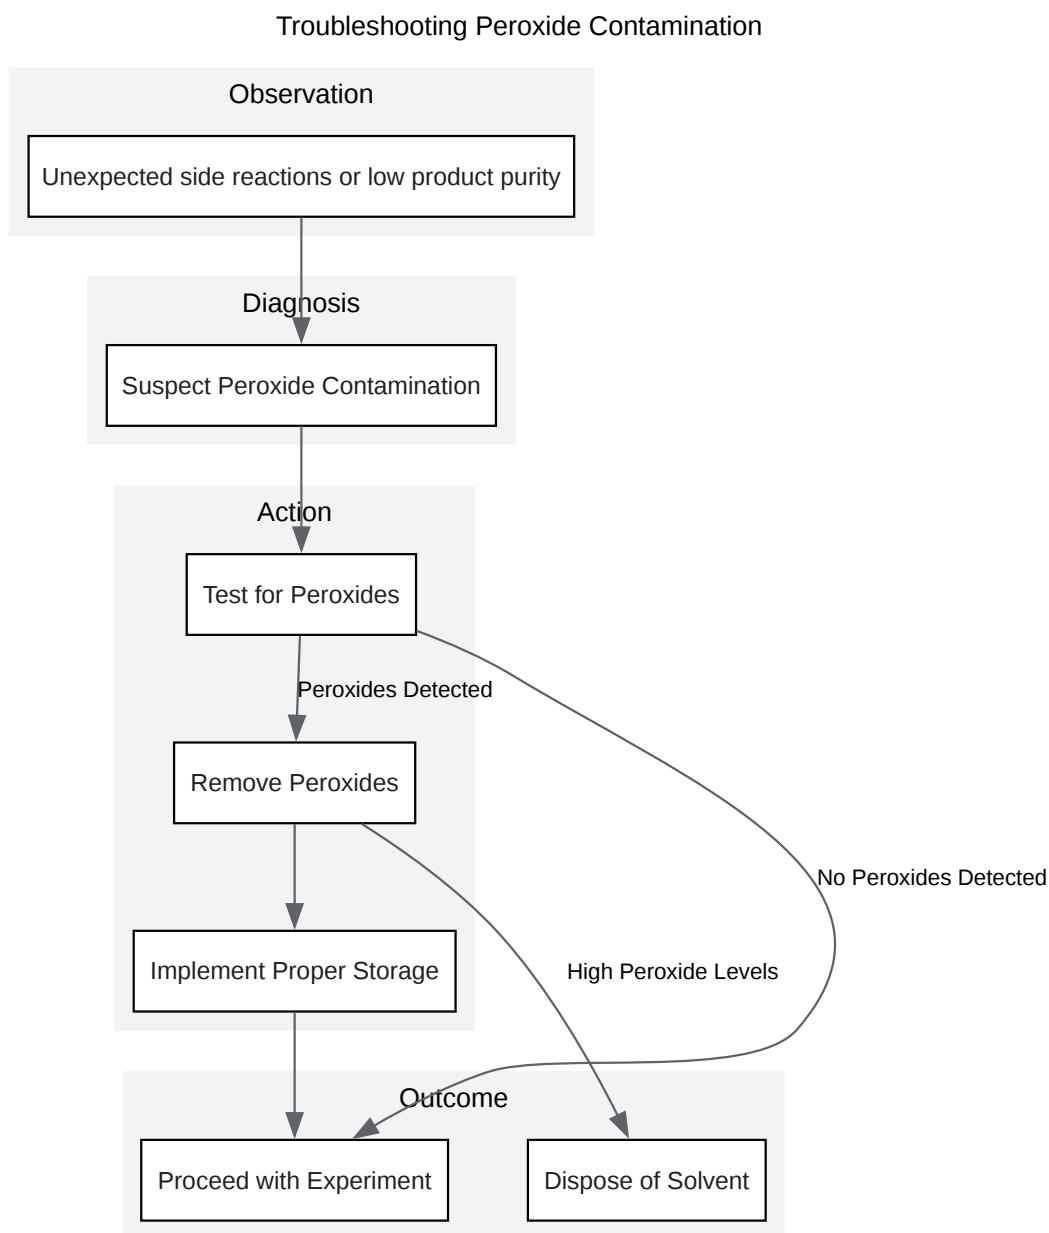 Troubleshooting Peroxide Contamination
Observation
Unexpected side reactions or low product purity
Diagnosis
Suspect Peroxide Contamination
Action
Test for Peroxides
Peroxides Detected
Remove Peroxides
No Peroxides Detected
Implement Proper Storage
High Peroxide Levels
Outcome
Proceed with Experiment
Dispose of Solvent